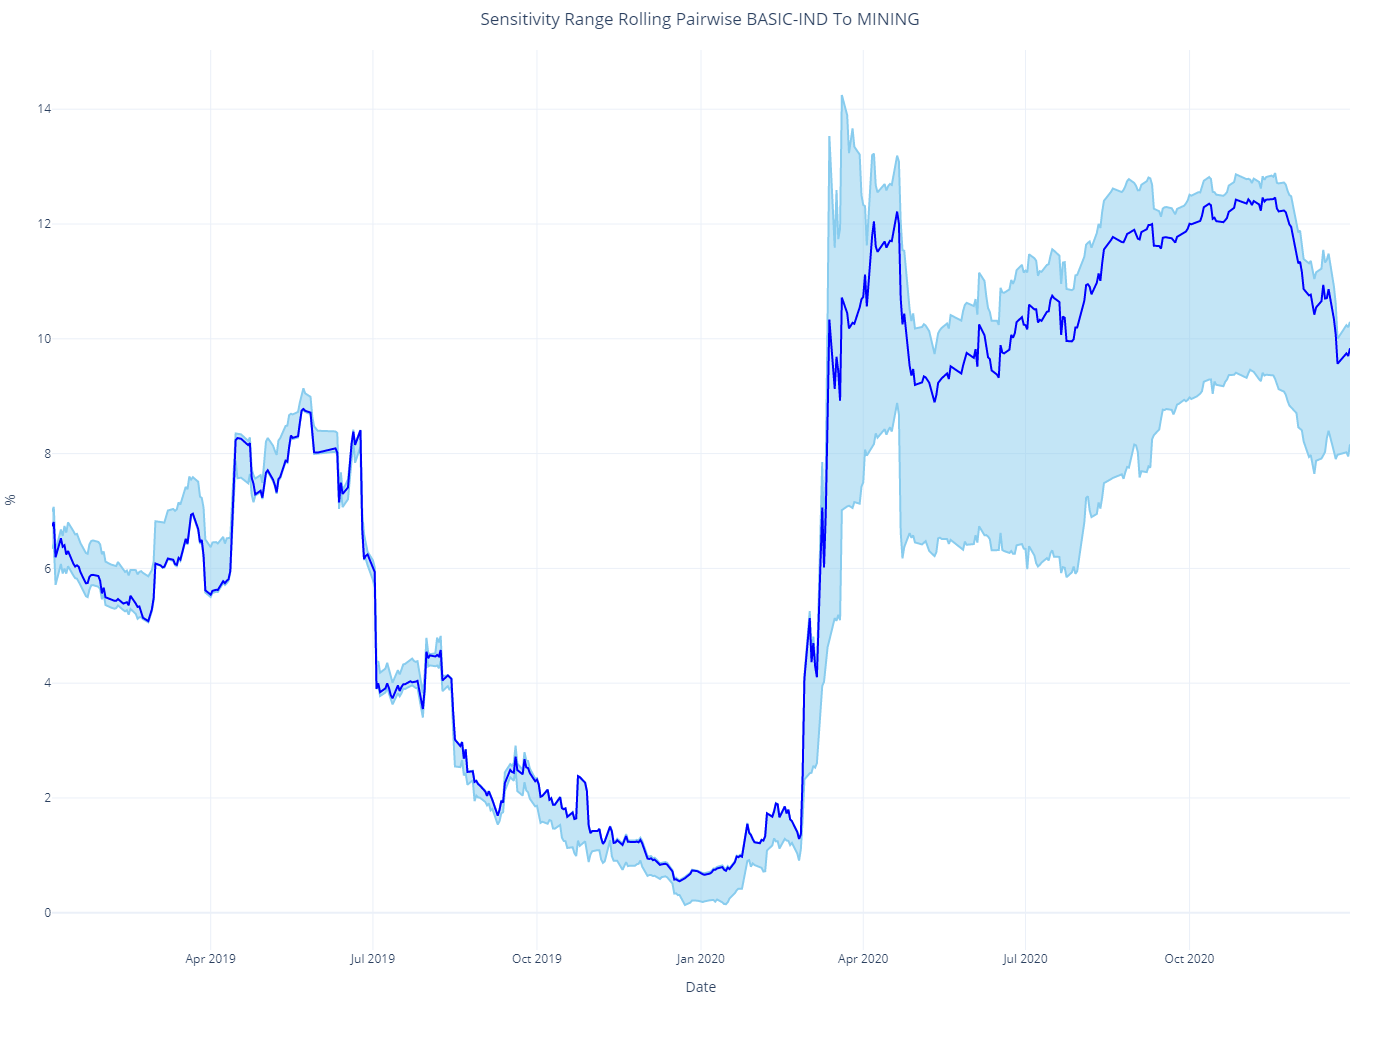 Sensitivity Range Rolling Pairwise BASIC-IND To MINING
14
12
10
8
6
4
2
0
%
Apr 2019
Jul 2019
Oct 2019
Jan 2020
Apr 2020
Jul 2020
Oct 2020
Date